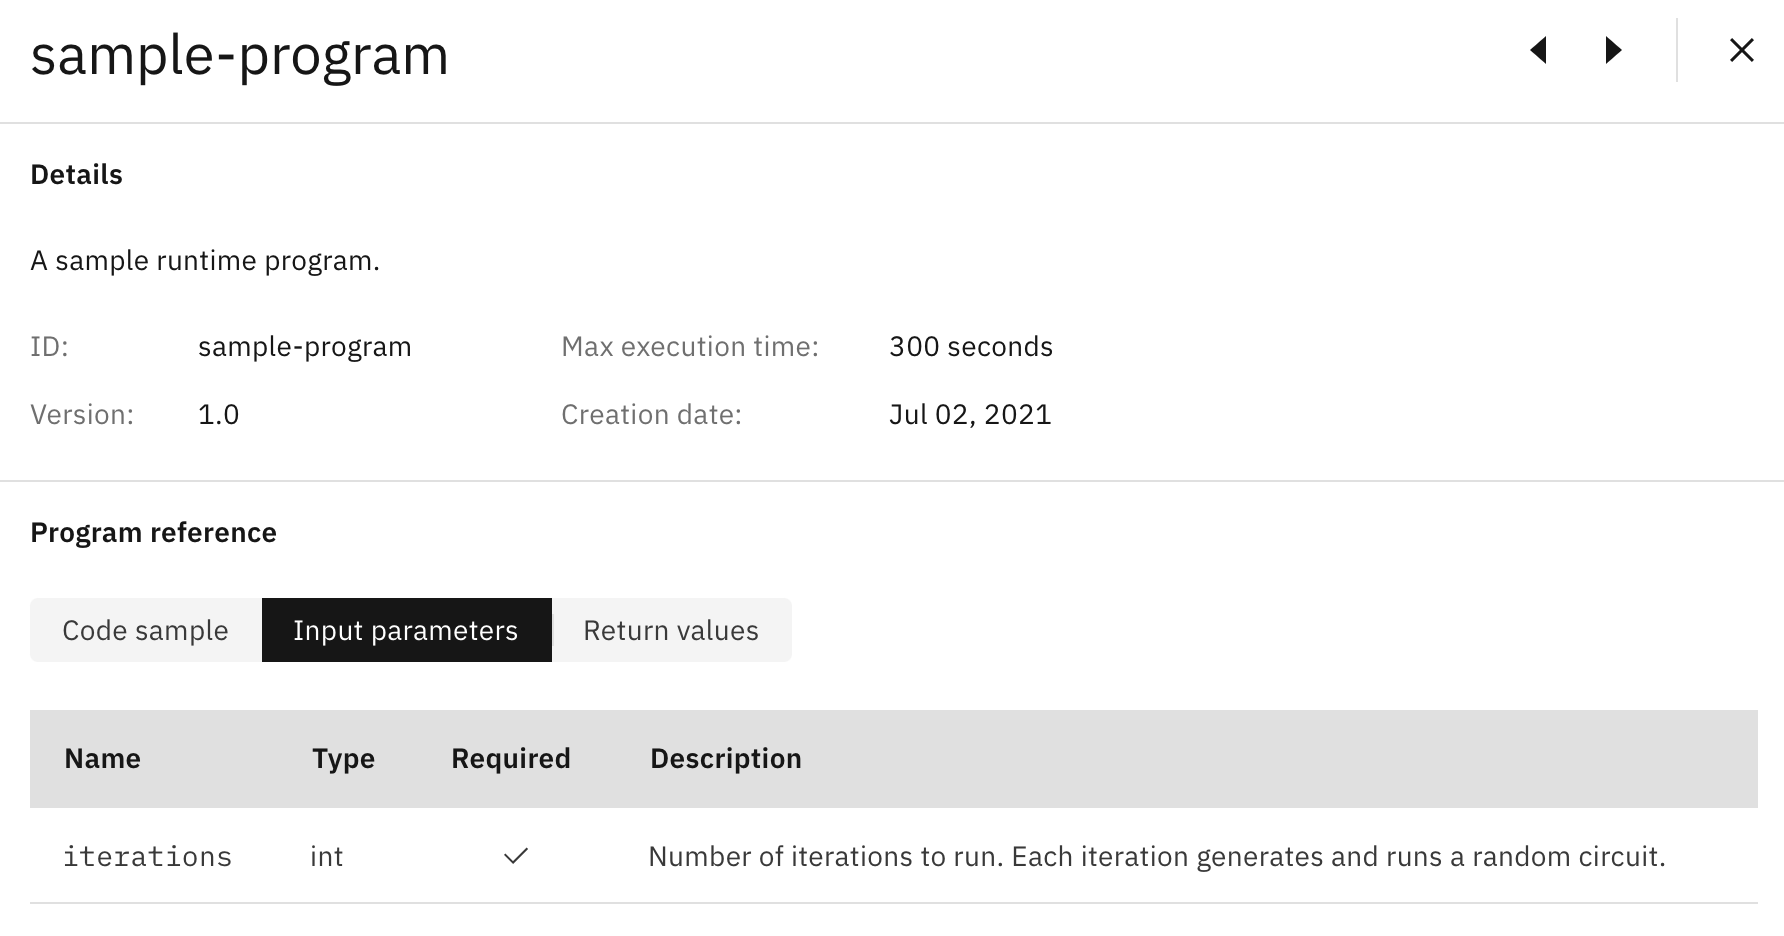 sample-program
Details
A sample runtime program.
ID: sample-program Max execution time: 300 seconds
Version: 1.0 Creation date: Jul 02, 2021
Program reference
Code sample Input parameters Return values
Name Type Required Description
iterations int ✓ Number of iterations to run. Each iteration generates and runs a random circuit.